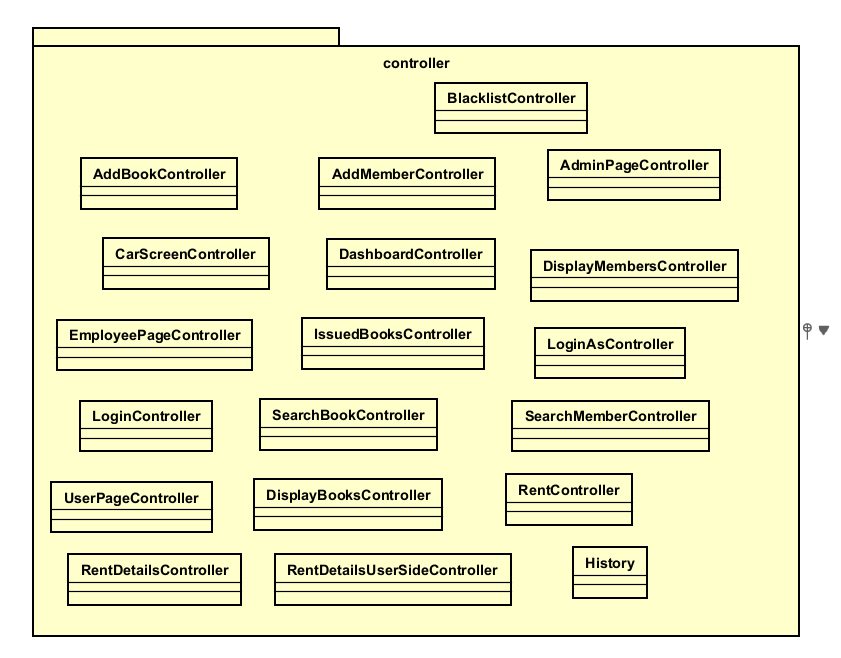 controller
BlacklistController
AddBookController
AddMemberController
AdminPageController
CarScreenController
DashboardController
DisplayMembersController
EmployeePageController
IssuedBooksController
LoginAsController
LoginController
SearchBookController
SearchMemberController
UserPageController
DisplayBooksController
RentController
RentDetailsController
RentDetailsUserSideController
History